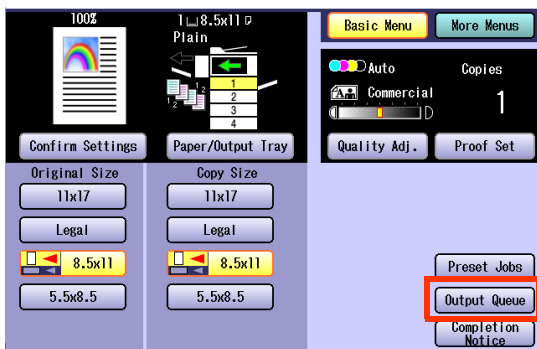 100%
1 8.5x11
Plain
1 2
1
2
3
4
Confirm Settings
Paper/Output Tray
Basic Menu
More Menus
Auto
Copies
Commercial
1
Quality Adj.
Proof Set
Original Size
11x17
Legal
8.5x11
5.5x8.5
Copy Size
11x17
Legal
8.5x11
5.5x8.5
Preset Jobs
Output Queue
Completion
Notice